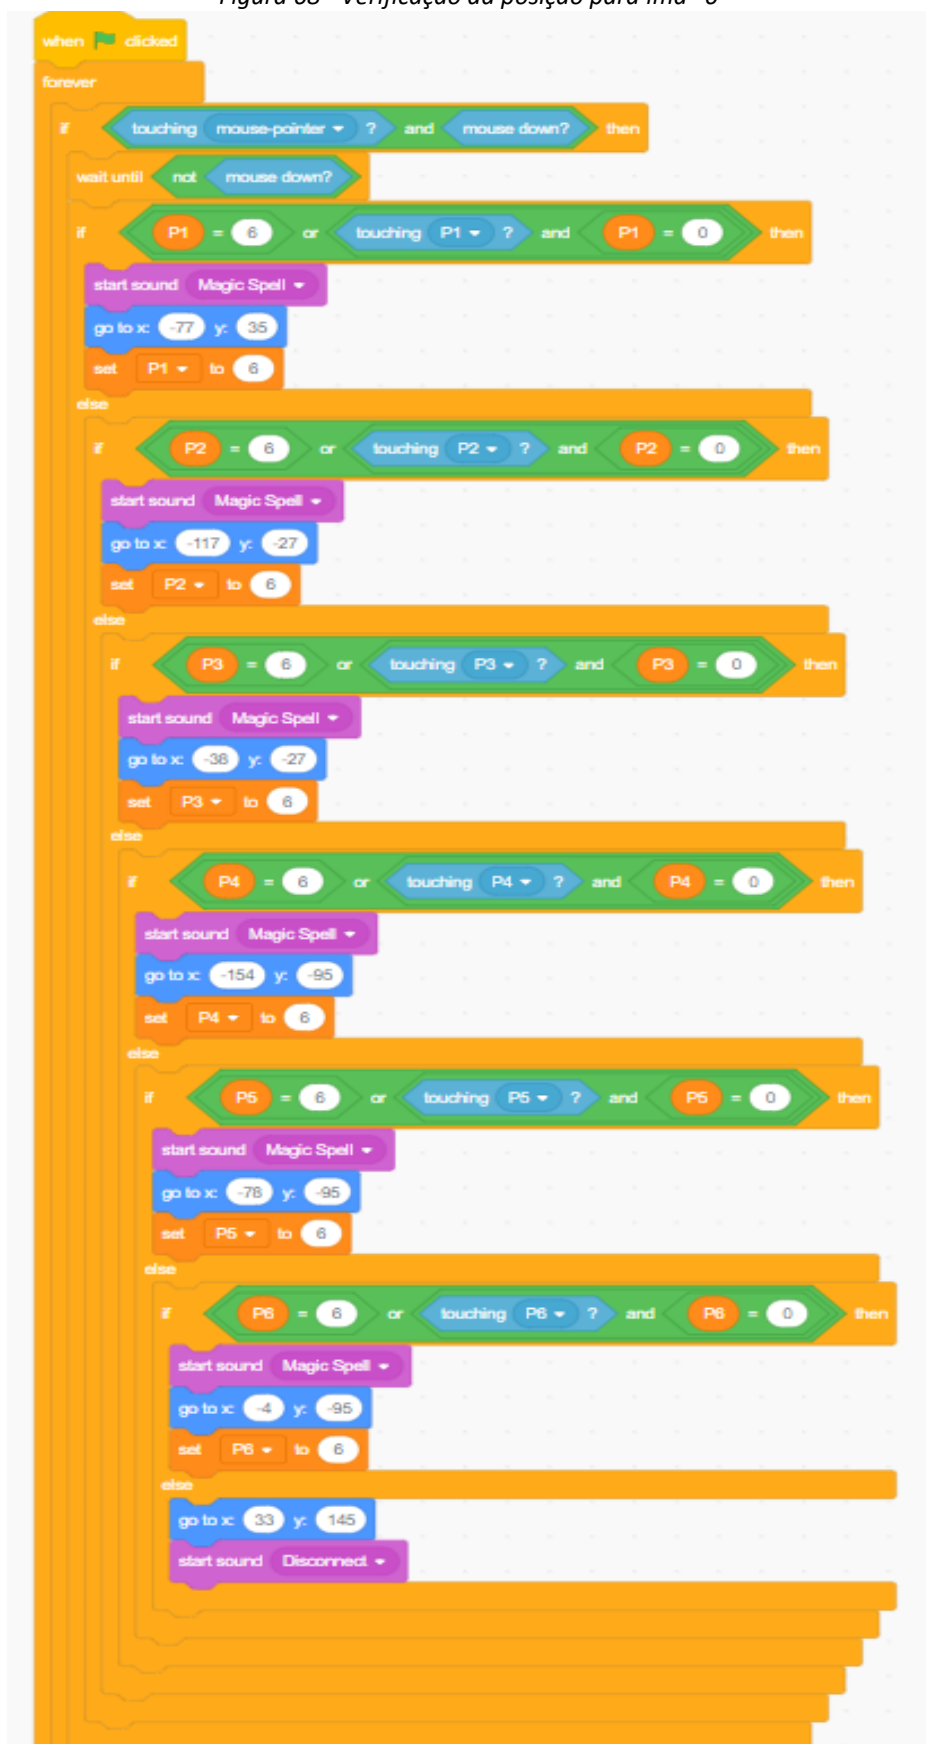 Figura 68 - Verificação da posição para ímã "6"
when clicked
forever
if touching mouse-pointer ? and mouse down? then
wait until not mouse down?
if P1 = 6 or touching P1 ? and P1 = 0 then
start sound Magic Spell
go to x: -77 y: 35
set P1 to 6
else
if P2 = 6 or touching P2 ? and P2 = 0 then
start sound Magic Spell
go to x: -117 y: -27
set P2 to 6
else
if P3 = 6 or touching P3 ? and P3 = 0 then
start sound Magic Spell
go to x: -38 y: -27
set P3 to 6
else
if P4 = 6 or touching P4 ? and P4 = 0 then
start sound Magic Spell
go to x: -154 y: -95
set P4 to 6
else
if P5 = 6 or touching P5 ? and P5 = 0 then
start sound Magic Spell
go to x: -78 y: -95
set P5 to 6
else
if P6 = 6 or touching P6 ? and P6 = 0 then
start sound Magic Spell
go to x: -4 y: -95
set P6 to 6
else
go to x: 33 y: 145
start sound Disconnect